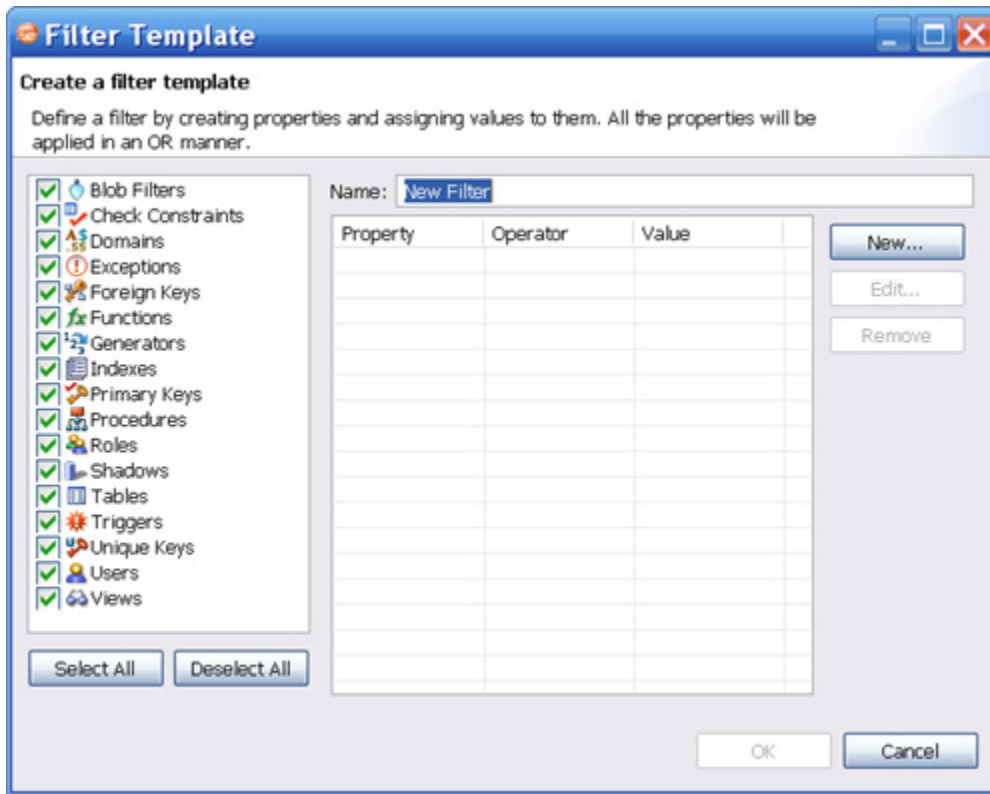 Filter Template
Create a filter template
Define a filter by creating properties and assigning values to them. All the properties will be
applied in an OR manner.
Blob Filters
Check Constraints
Domains
Exceptions
Foreign Keys
Functions
Generators
Indexes
Primary Keys
Procedures
Roles
Shadows
Tables
Triggers
Unique Keys
Users
Views
Select All Deselect All
Name: New Filter
Property Operator Value
New...
Edit...
Remove
OK Cancel